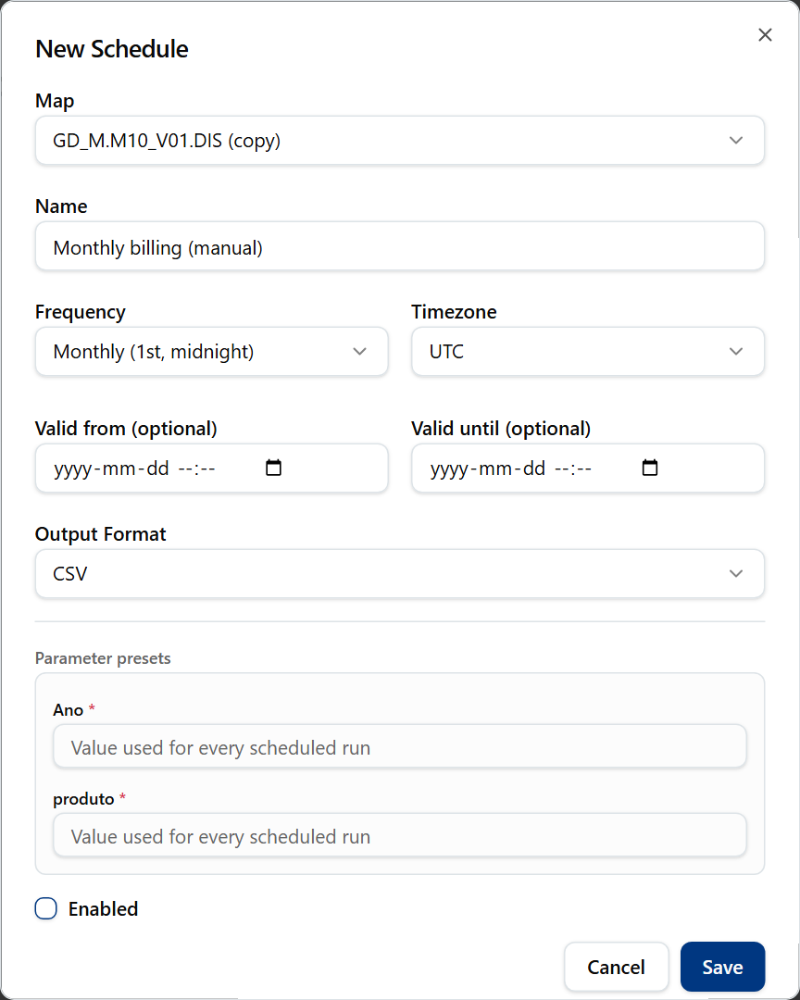 New Schedule
Map
GD_M.M10_V01.DIS (copy)
Name
Monthly billing (manual)
Frequency
Timezone
Monthly (1st, midnight)
UTC
Valid from (optional)
Valid until (optional)
yyyy-mm-dd --:--
yyyy-mm-dd --:--
Output Format
CSV
Parameter presets
Ano *
Value used for every scheduled run
produto *
Value used for every scheduled run
Enabled
Cancel
Save